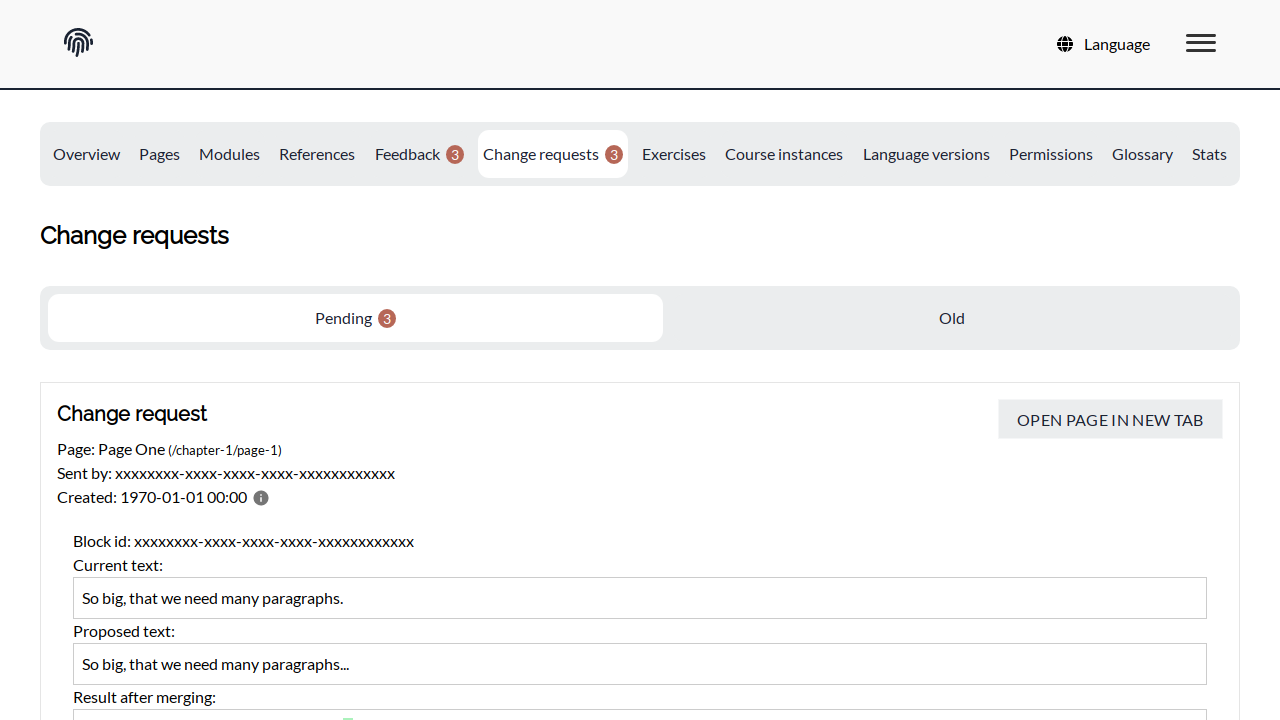 Language
Overview Pages Modules References Feedback 3 Change requests 3 Exercises Course instances Language versions Permissions Glossary Stats
Change requests
Pending 3 Old
Change request
OPEN PAGE IN NEW TAB
Page: Page One (/chapter-1/page-1)
Sent by: xxxxxxxx-xxxx-xxxx-xxxx-xxxxxxxxxxxx
Created: 1970-01-01 00:00
Block id: xxxxxxxx-xxxx-xxxx-xxxx-xxxxxxxxxxxx
Current text:
So big, that we need many paragraphs.
Proposed text:
So big, that we need many paragraphs...
Result after merging: